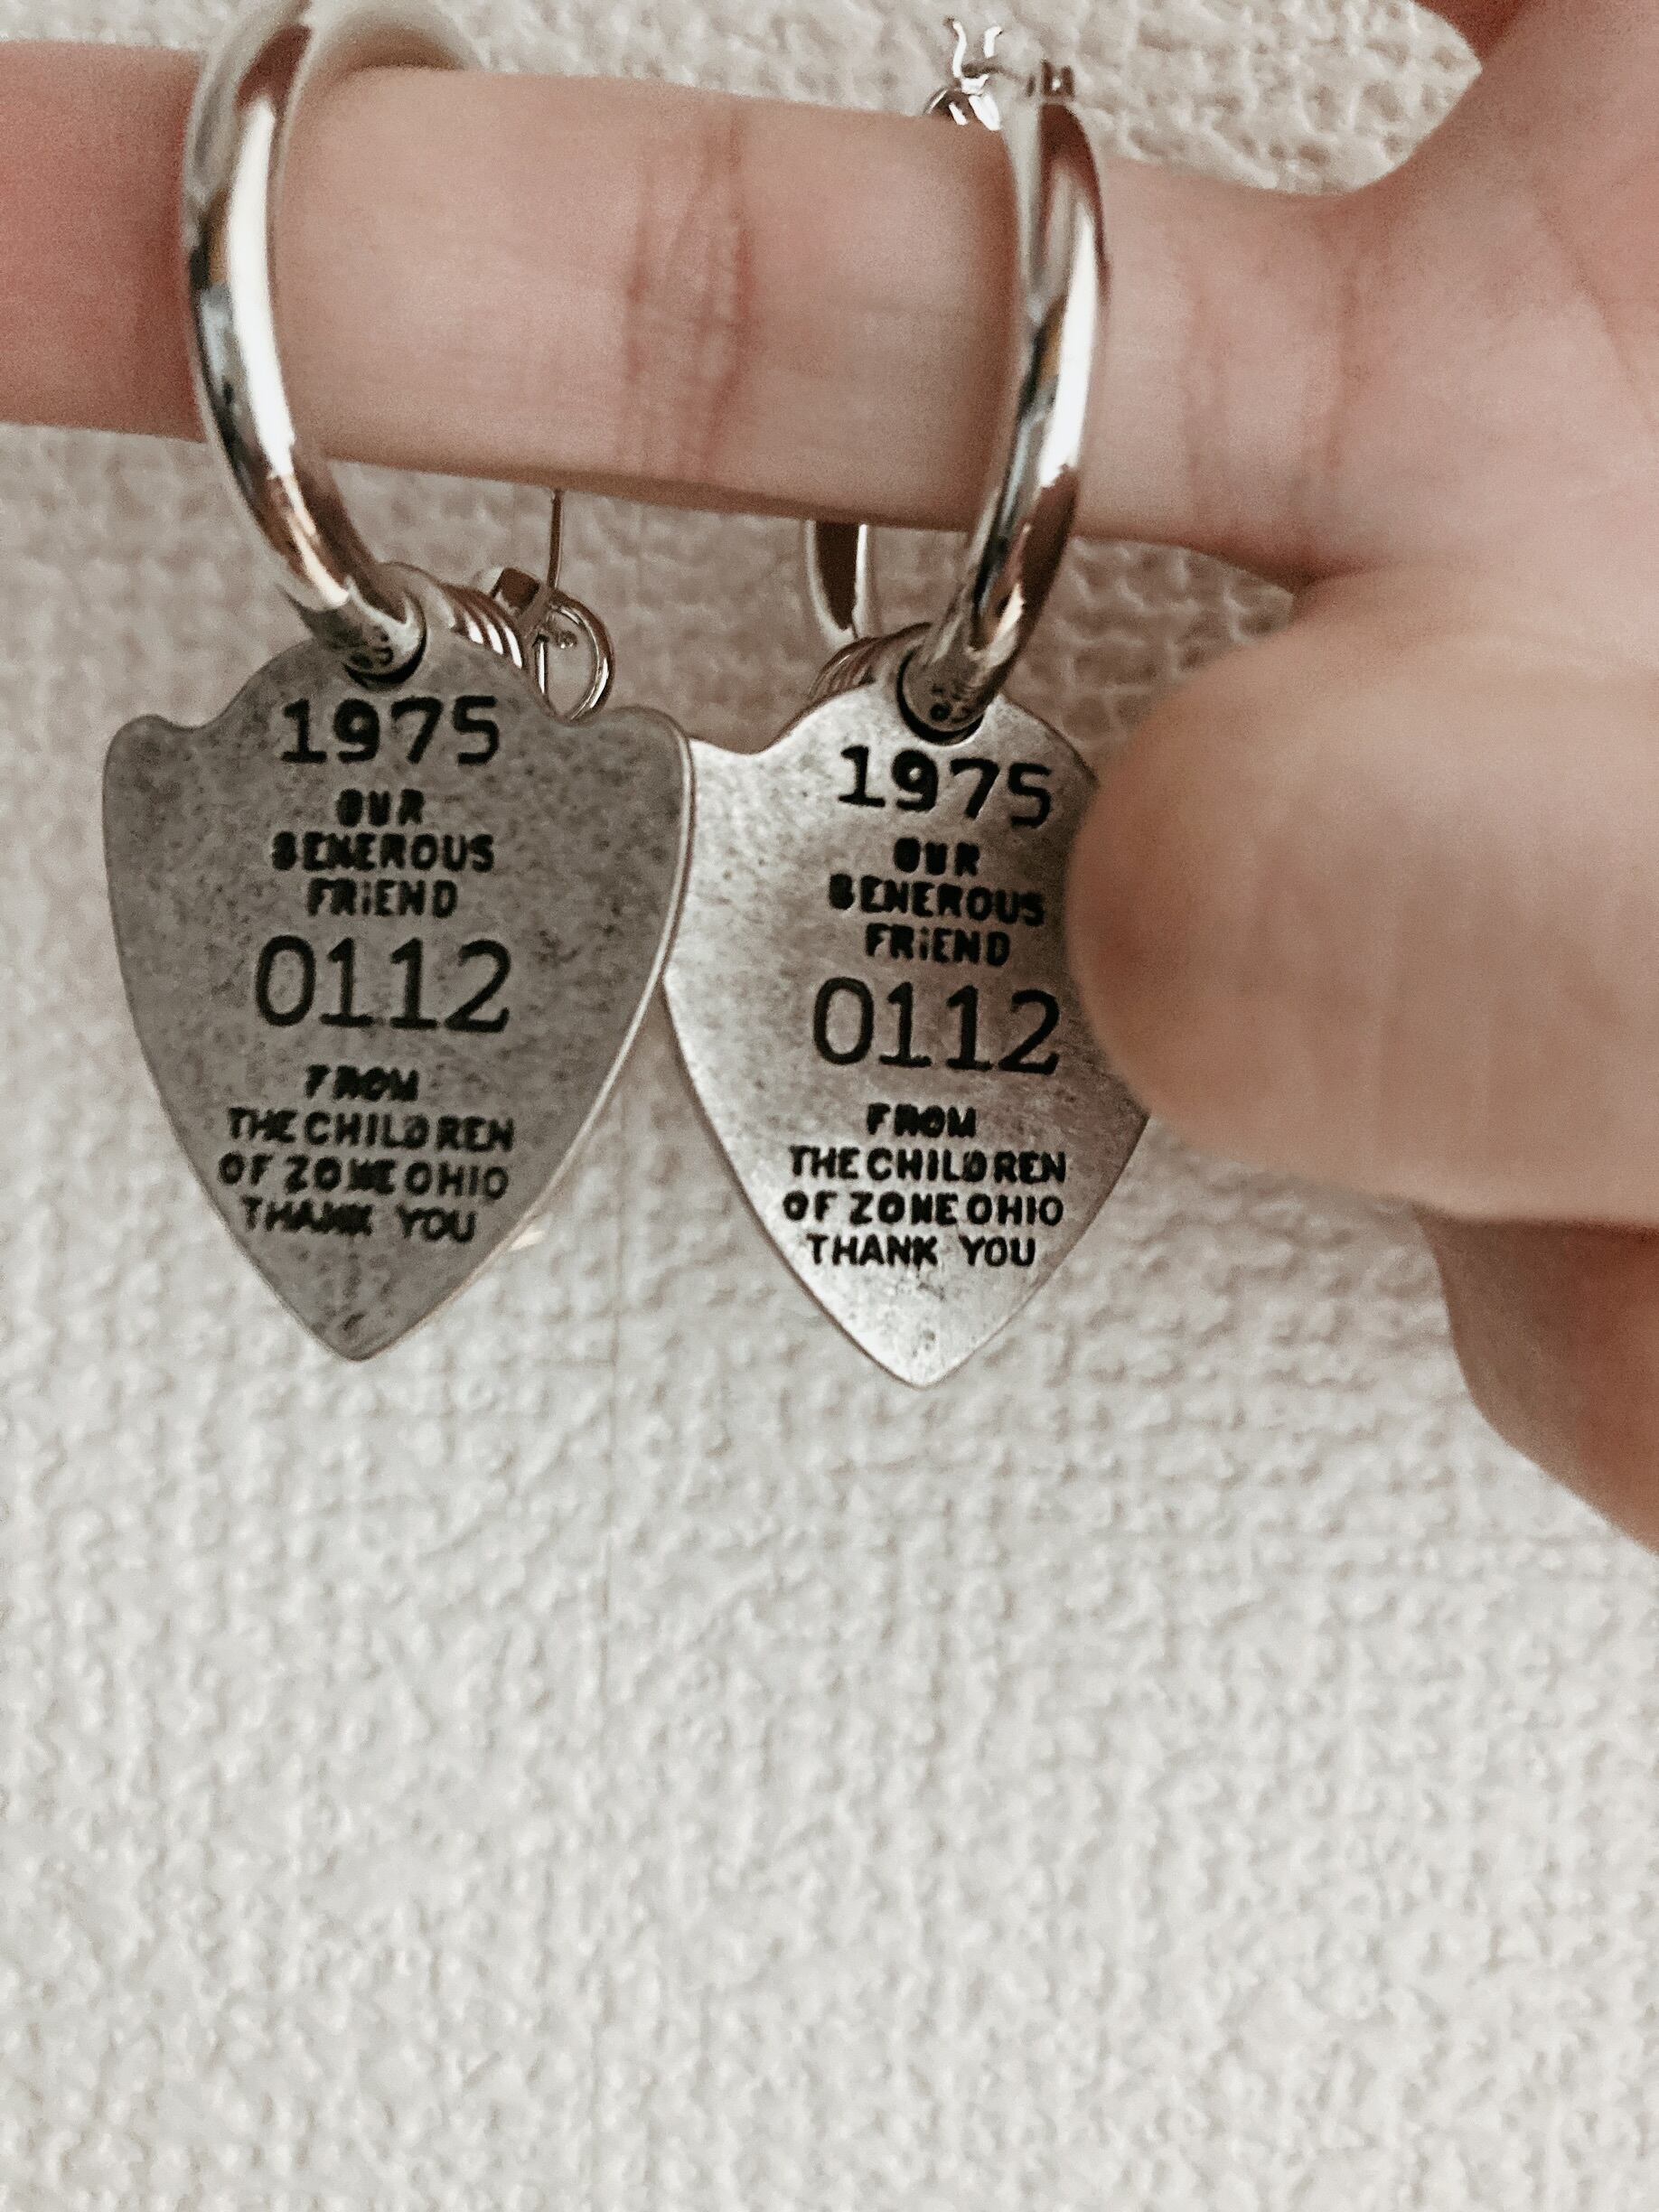 1975
OUR
GENEROUS
FRiEND
0112
FROM
THE CHILDREN
OF ZONE OHIO
THANK YOU
1975
OUR
GENEROUS
FRiEND
0112
FROM
THE CHILDREN
OF ZONE OHIO
THANK YOU